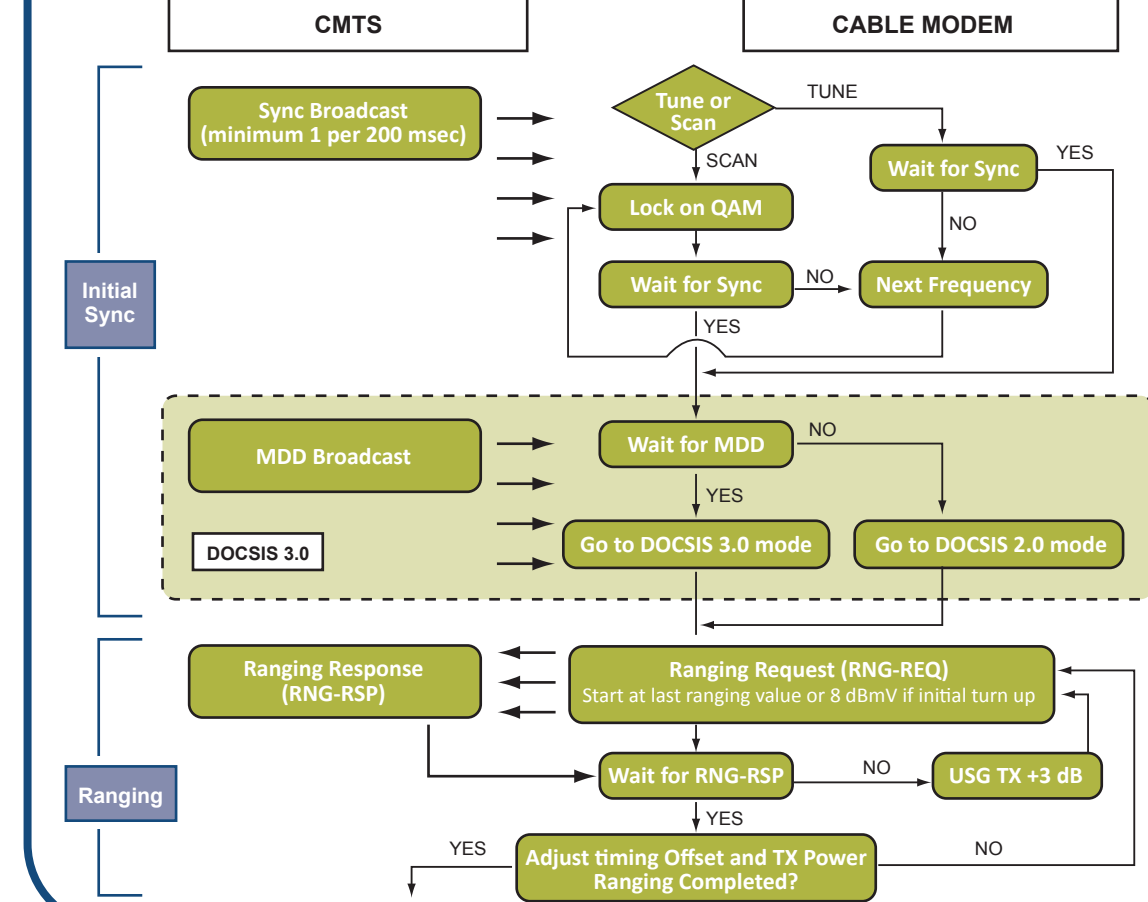 CMTS
CABLE MODEM
Sync Broadcast
(minimum 1 per 200 msec)
Tune or
Scan
TUNE
SCAN
Wait for Sync
YES
NO
Lock on QAM
Wait for Sync
NO
Next Frequency
YES
Initial
Sync
MDD Broadcast
Wait for MDD
NO
YES
DOCSIS 3.0
Go to DOCSIS 3.0 mode
Go to DOCSIS 2.0 mode
Ranging Response
(RNG-RSP)
Ranging Request (RNG-REQ)
Start at last ranging value or 8 dBmV if initial turn up
Wait for RNG-RSP
NO
USG TX +3 dB
Ranging
YES
YES
Adjust timing Offset and TX Power
Ranging Completed?
NO